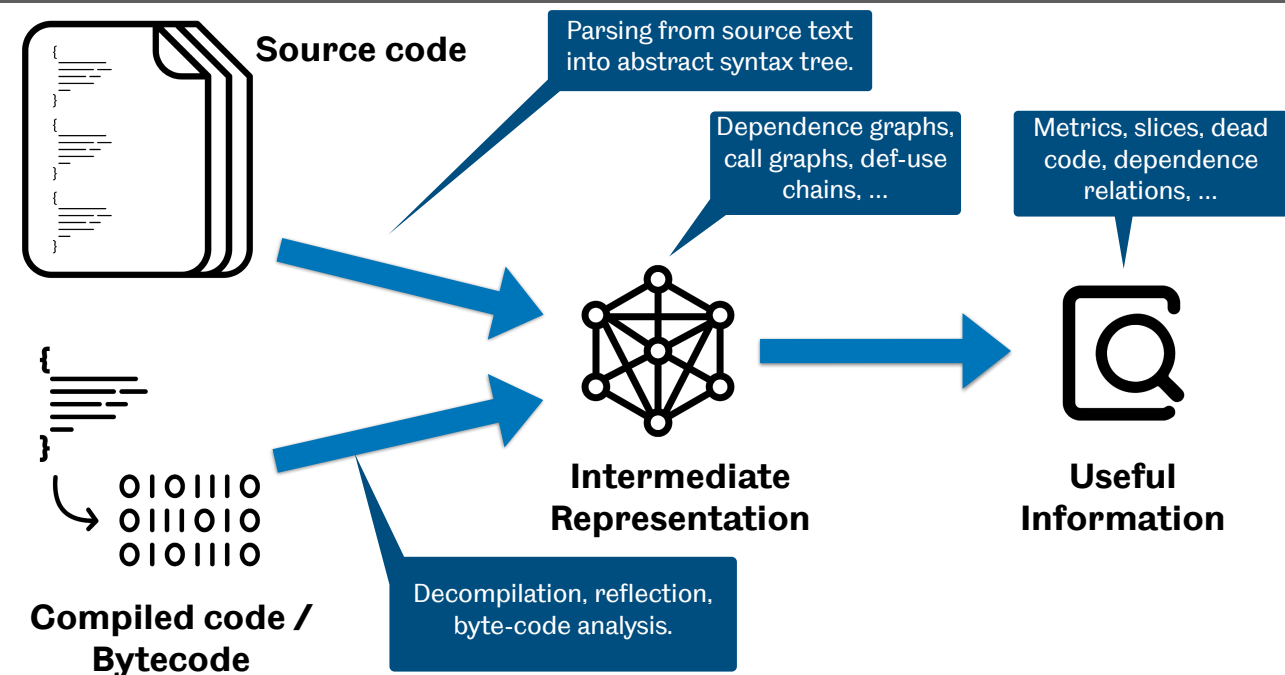 Source code
Parsing from source text
into abstract syntax tree.
Dependence graphs,
call graphs, def-use
chains, ...
Metrics, slices, dead
code, dependence
relations, ...
{
}
{
}
{
}
{
}
0101110
0111010
0101110
Intermediate
Representation
Useful
Information
Decompilation, reflection,
byte-code analysis.
Compiled code /
Bytecode